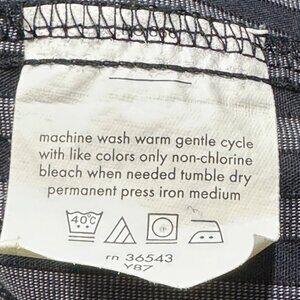 machine wash warm gentle cycle
with like colors only non-chlorine
bleach when needed tumble dry
permanent press iron medium
40°C
rn 36543
Y87